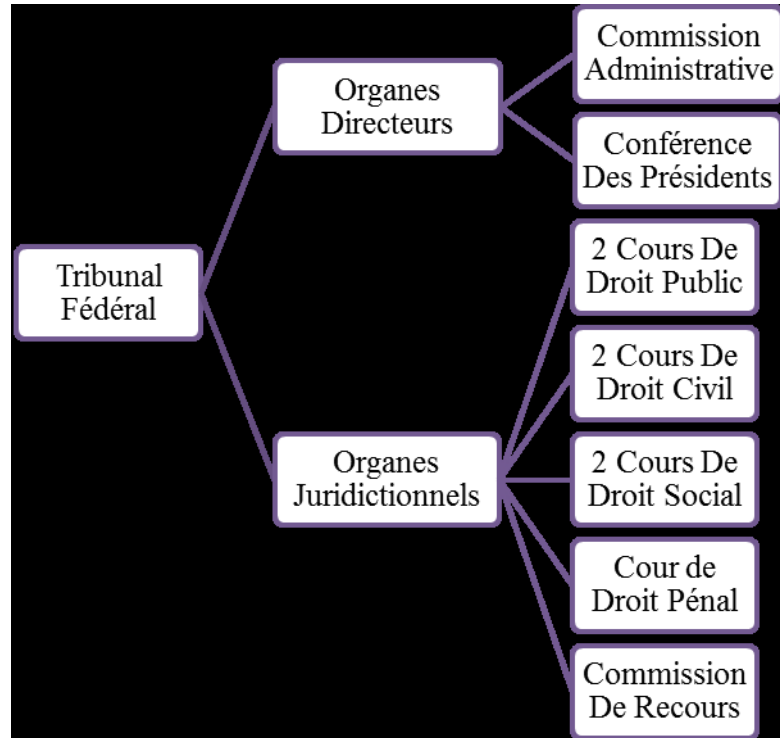 Tribunal
Fédéral
Organes
Directeurs
Commission
Administrative
Conférence
Des Présidents
Organes
Juridictionnels
2 Cours De
Droit Public
2 Cours De
Droit Civil
2 Cours De
Droit Social
Cour de
Droit Pénal
Commission
De Recours